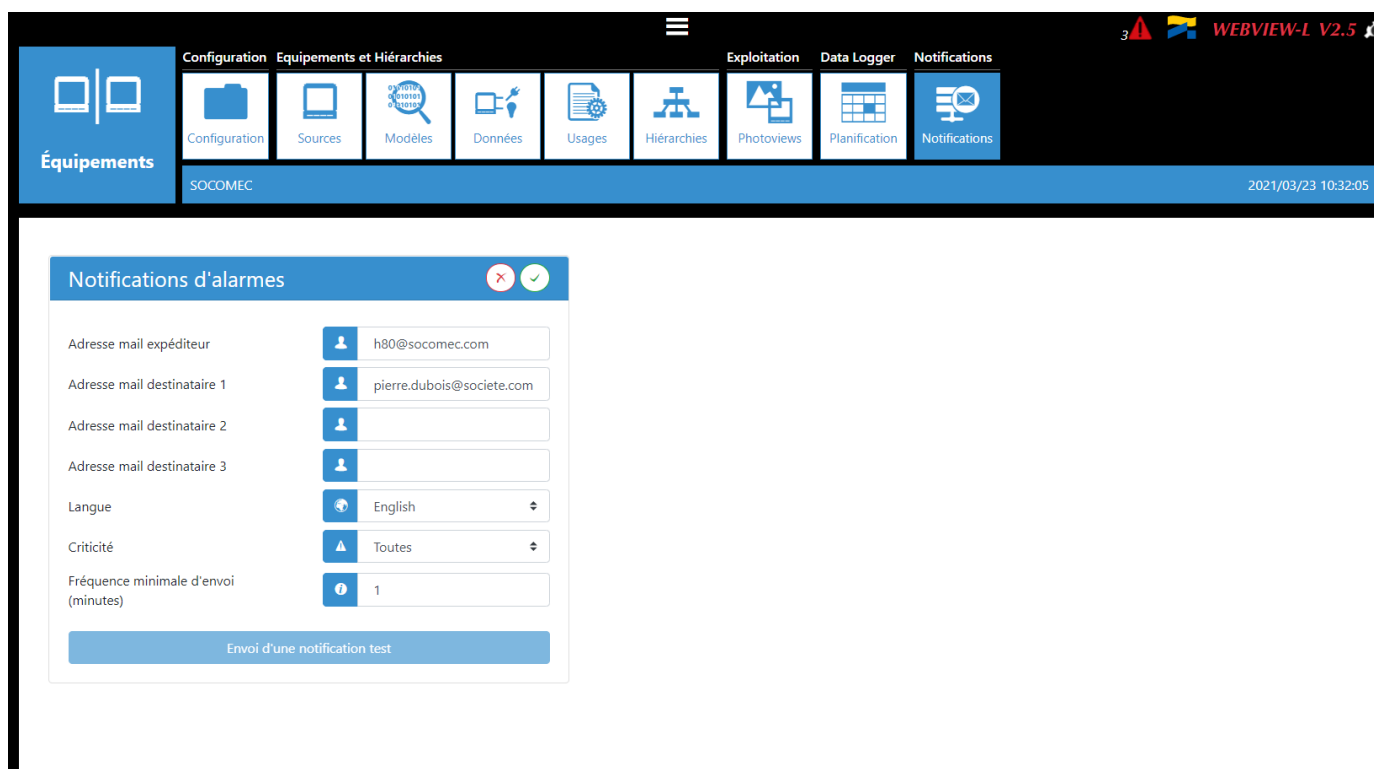 3
WEBVIEW-L V2.5
Configuration Equipements et Hiérarchies Exploitation Data Logger Notifications
Configuration Sources Modèles Données Usages Hiérarchies Photoviews Planification Notifications
Équipements
SOCOMEC 2021/03/23 10:32:05
Notifications d'alarmes
Adresse mail expéditeur h80@socomec.com
Adresse mail destinataire 1 pierre.dubois@societe.com
Adresse mail destinataire 2
Adresse mail destinataire 3
Langue English
Criticité Toutes
Fréquence minimale d'envoi
(minutes) 1
Envoi d'une notification test